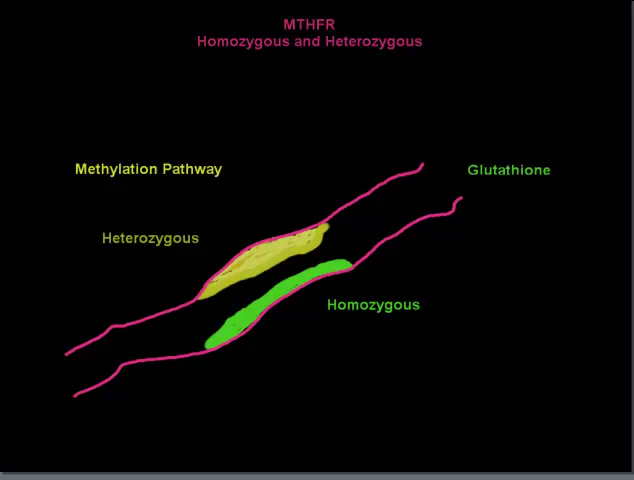 MTHFR
Homozygous and Heterozygous
Methylation Pathway
Glutathione
Heterozygous
Homozygous